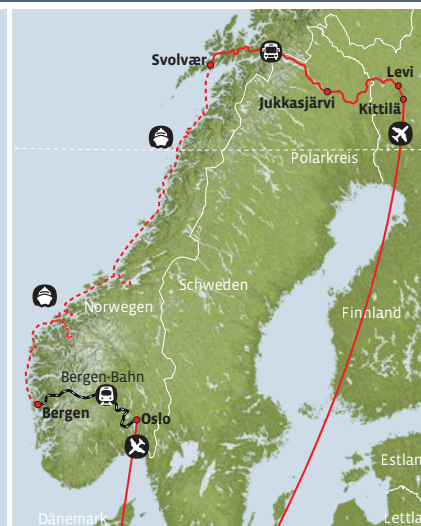 Svolvær
Levi
Jukkasjärvi
Kittilä
Polarkreis
Schweden
Norwegen
Finnland
Bergen-Bahn
Bergen
Oslo
Estlan
Dänemark
Lettla